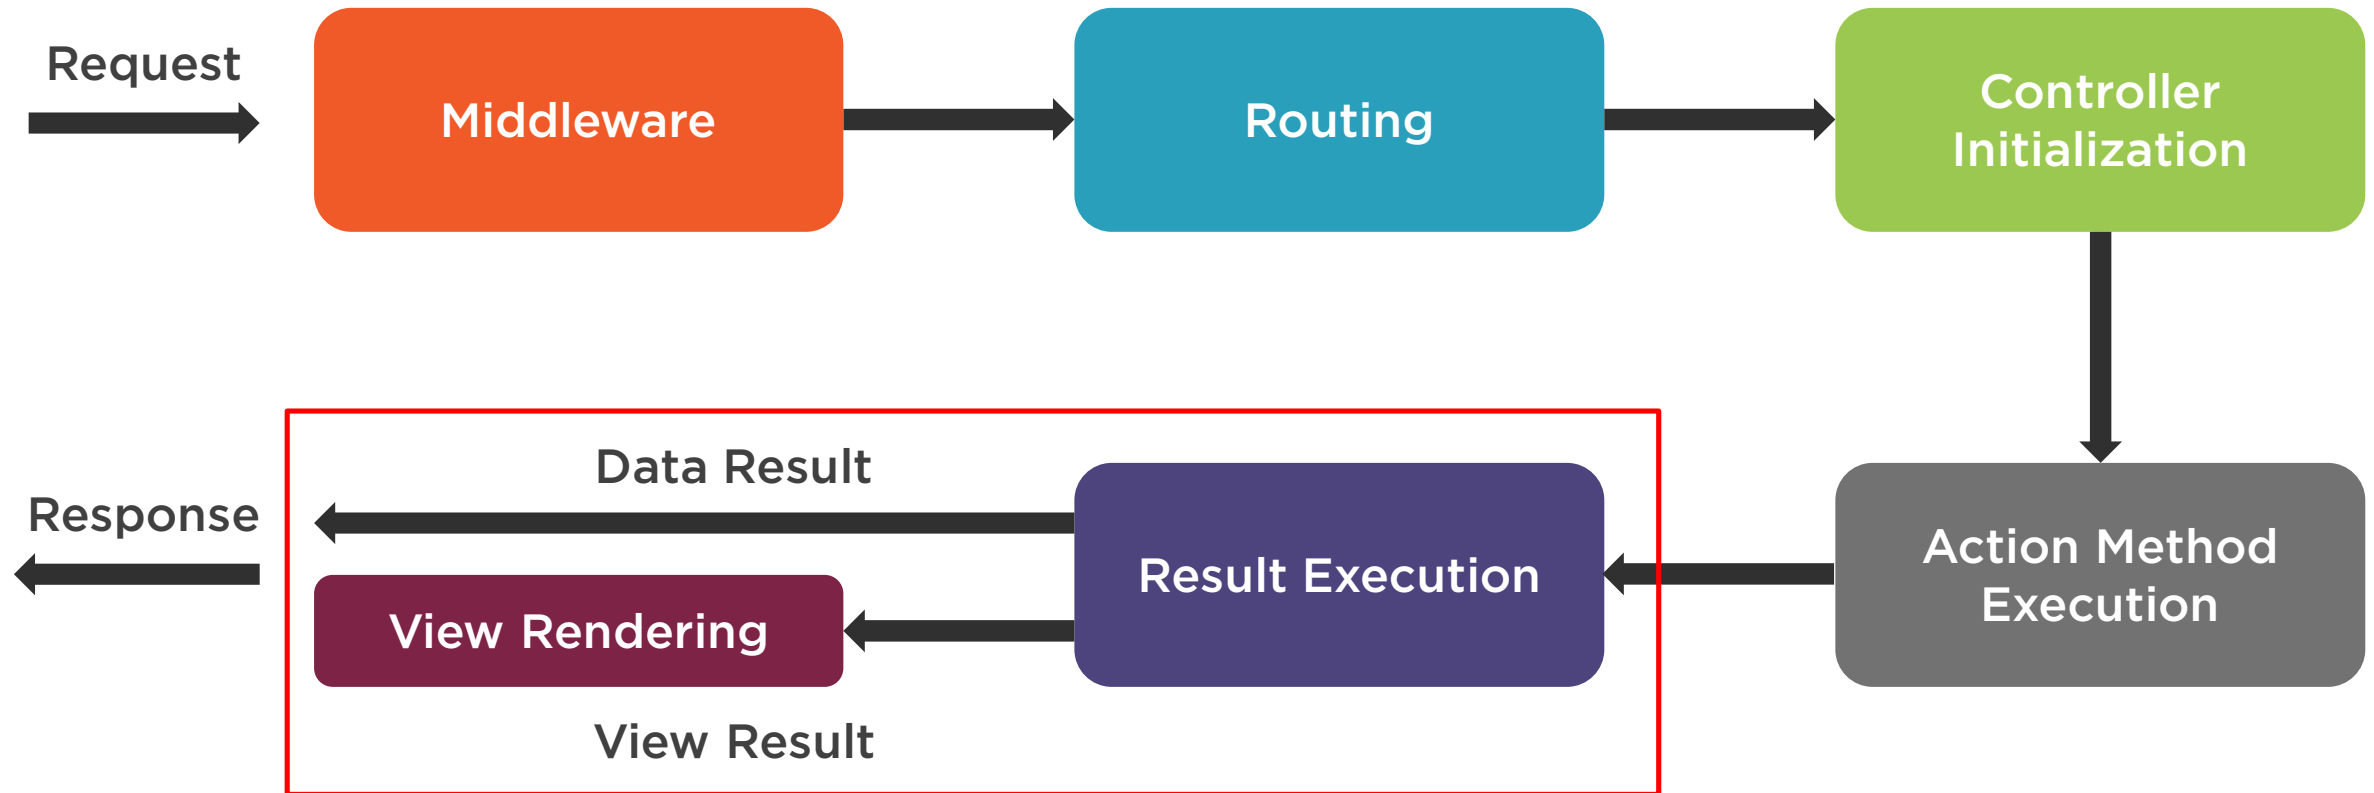 Request
Middleware
Routing
Controller
Initialization
Data Result
Response
Result Execution
Action Method
Execution
View Rendering
View Result